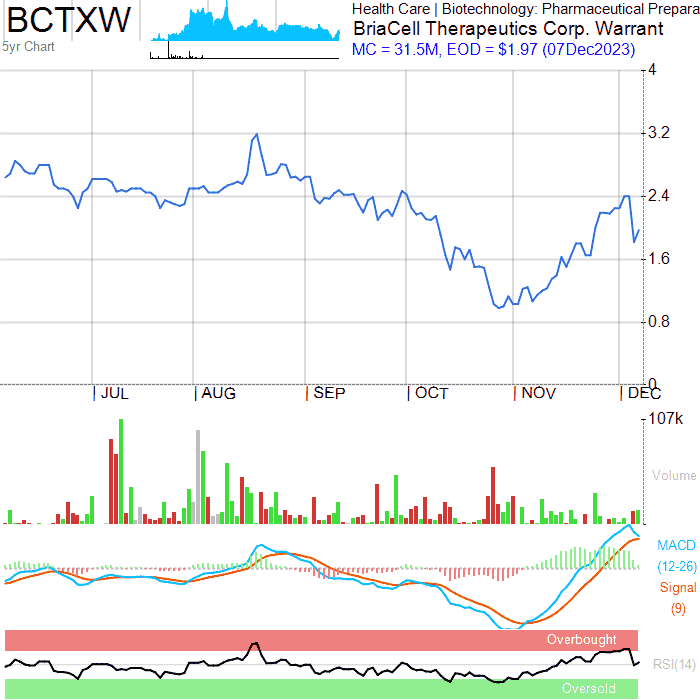 BCTXW
5yr Chart
Health Care | Biotechnology: Pharmaceutical Prepara
BriaCell Therapeutics Corp. Warrant
MC = 31.5M, EOD = $1.97 (07Dec2023)
4
3.2
2.4
1.6
0.8
0
JUL AUG SEP OCT NOV DEC
107k
Volume
MACD
(12-26)
Signal
(9)
Overbought
RSI(14)
Oversold